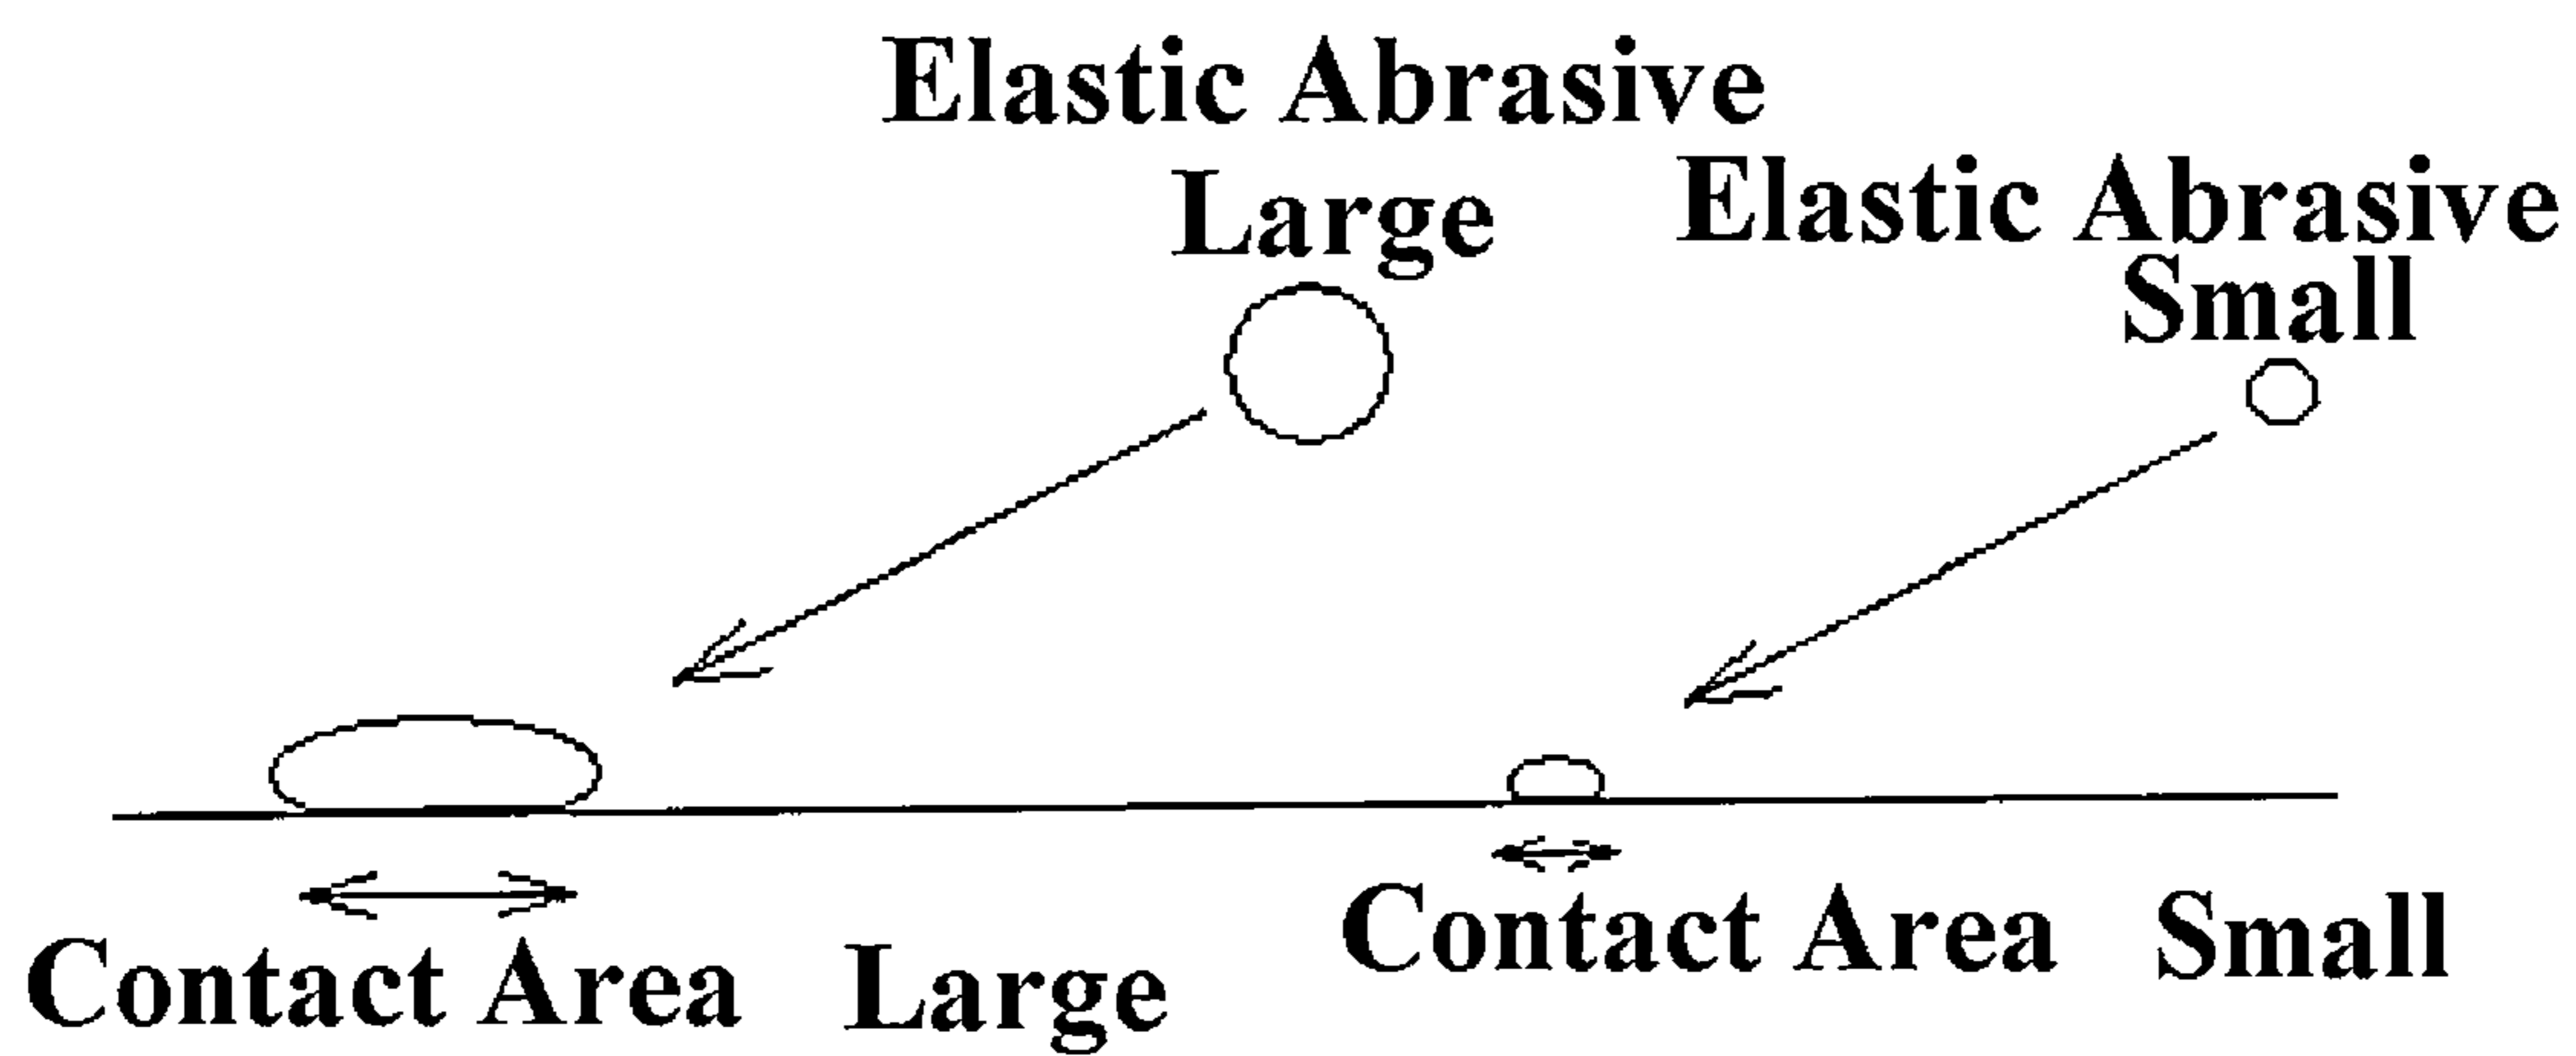 Elastic Abrasive
Large
Elastic Abrasive
Small
Contact Area Large
Contact Area Small